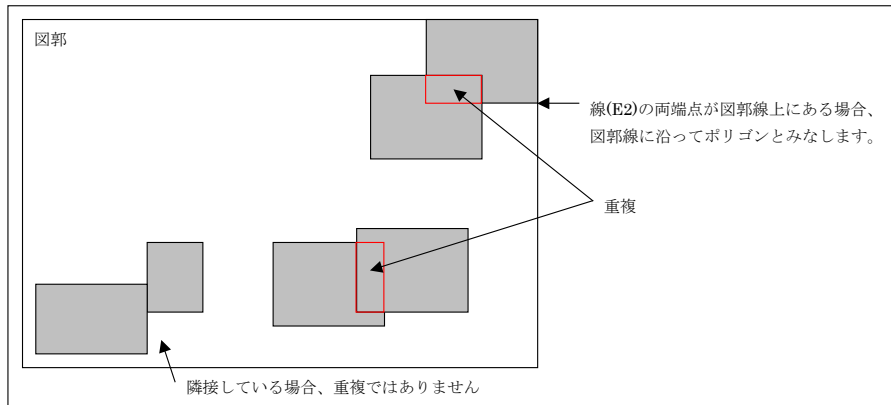 図郭
線(E2)の両端点が図郭線上にある場合、
図郭線に沿ってポリゴンとみなします。
重複
隣接している場合、重複ではありません